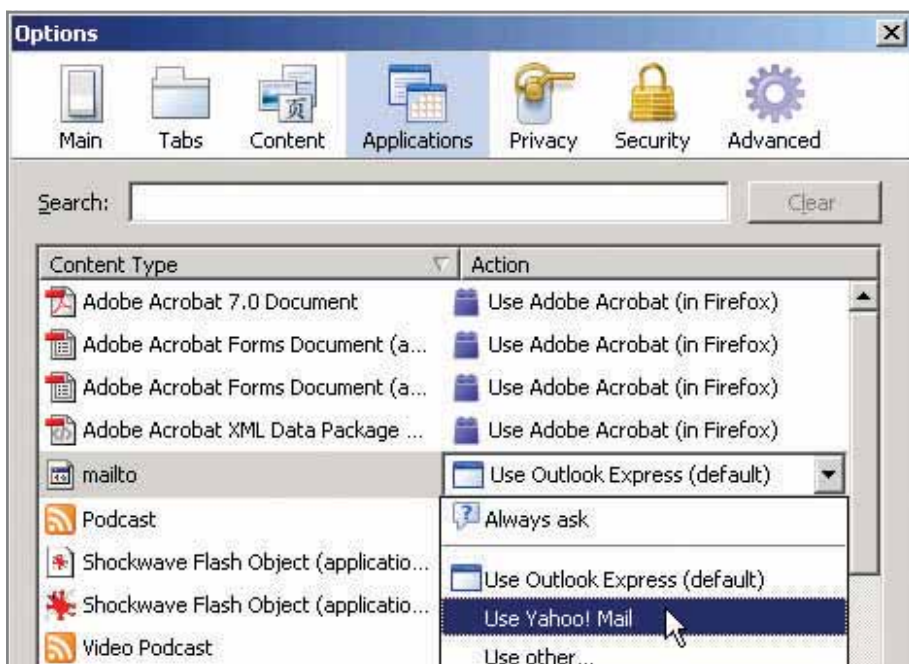 Options
Main Tabs Content Applications Privacy Security Advanced
页
Search: Clear
Content Type Action
Adobe Acrobat 7.0 Document Use Adobe Acrobat (in Firefox)
Adobe Acrobat Forms Document (a... Use Adobe Acrobat (in Firefox)
Adobe Acrobat Forms Document (a... Use Adobe Acrobat (in Firefox)
Adobe Acrobat XML Data Package ... Use Adobe Acrobat (in Firefox)
mailto Use Outlook Express (default)
Podcast Always ask
Shockwave Flash Object (applicatio...
Use Outlook Express (default)
Shockwave Flash Object (applicatio...
Use Yahoo! Mail
Video Podcast
Use other...